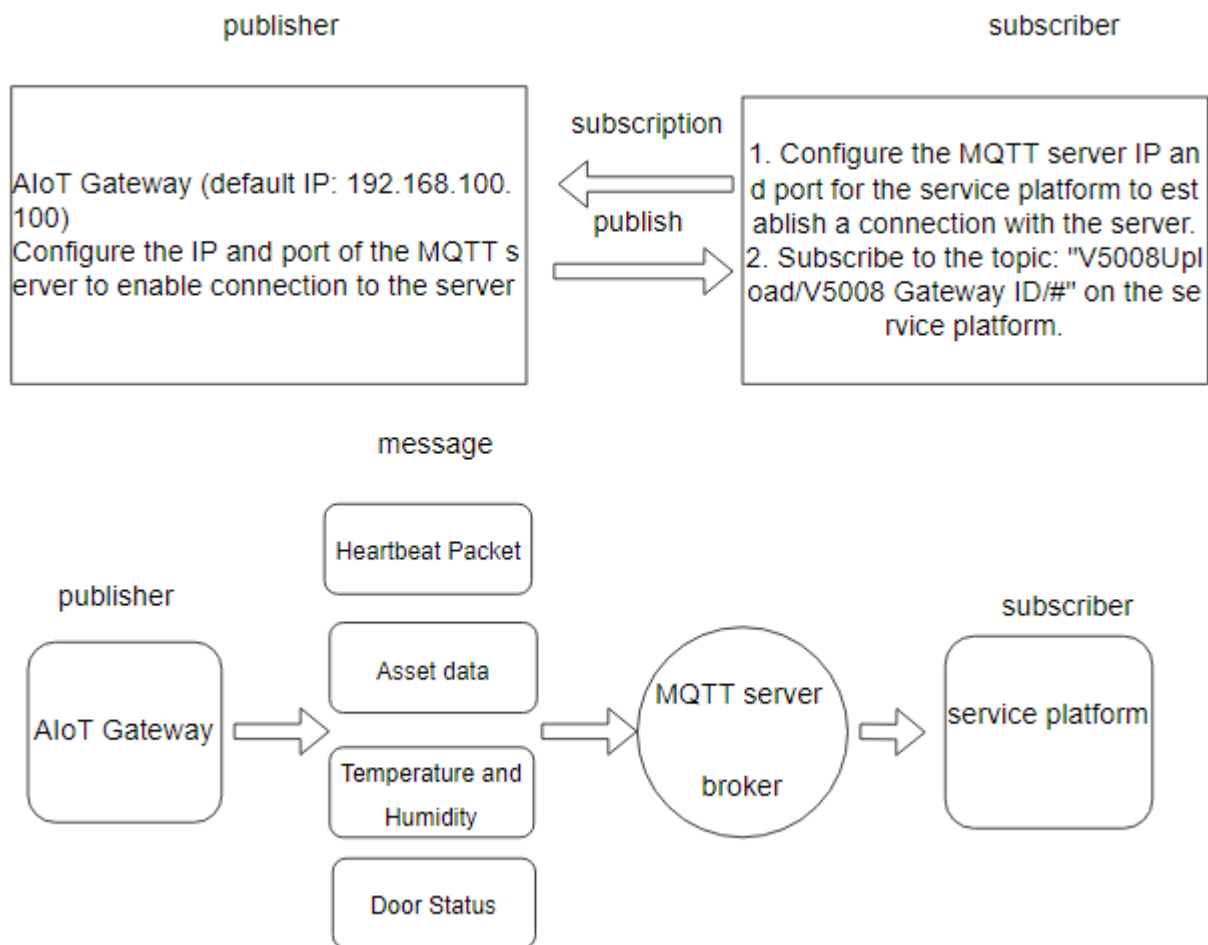 publisher
subscriber
AIoT Gateway (default IP: 192.168.100.
100)
Configure the IP and port of the MQTT s
erver to enable connection to the server
subscription
publish
1. Configure the MQTT server IP an
d port for the service platform to est
ablish a connection with the server.
2. Subscribe to the topic: "V5008Upl
oad/V5008 Gateway ID/#" on the se
rvice platform.
message
publisher
AIoT Gateway
Heartbeat Packet
Asset data
Temperature and
Humidity
Door Status
MQTT server
broker
subscriber
service platform